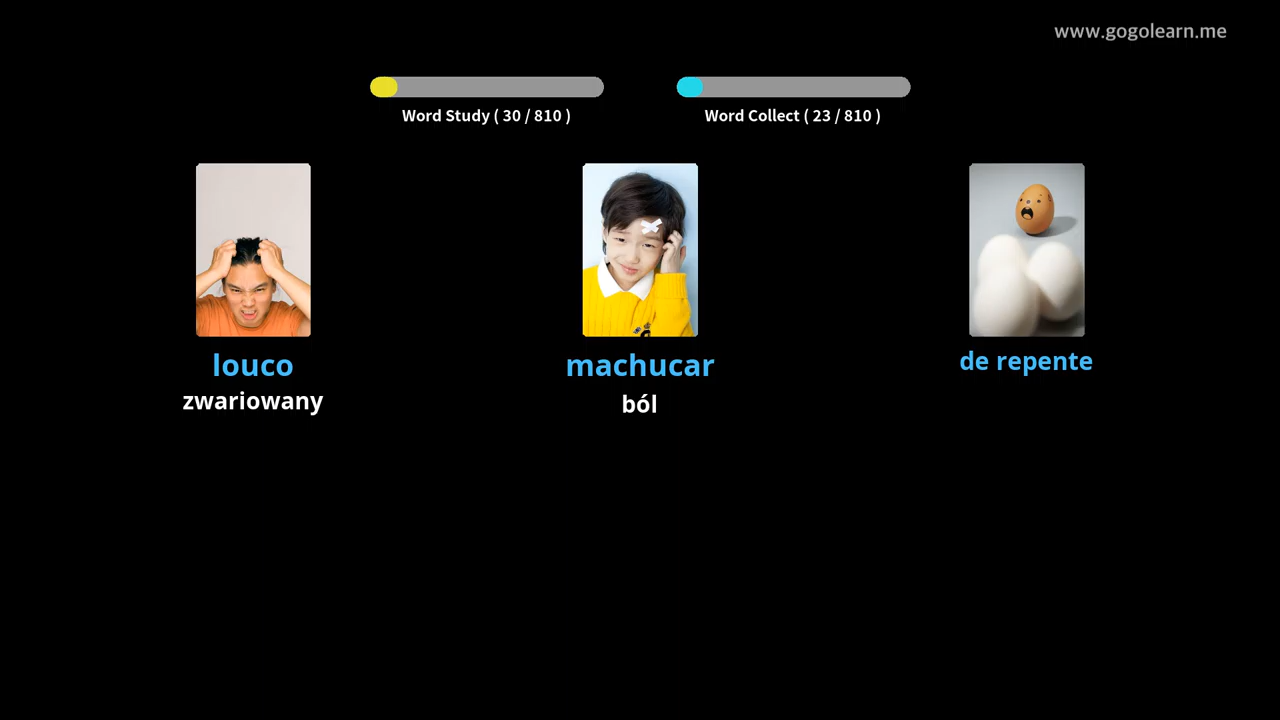 www.gogolearn.me
Word Study ( 30 / 810 )
Word Collect ( 23 / 810 )
louco
zwariowany
machucar
ból
de repente